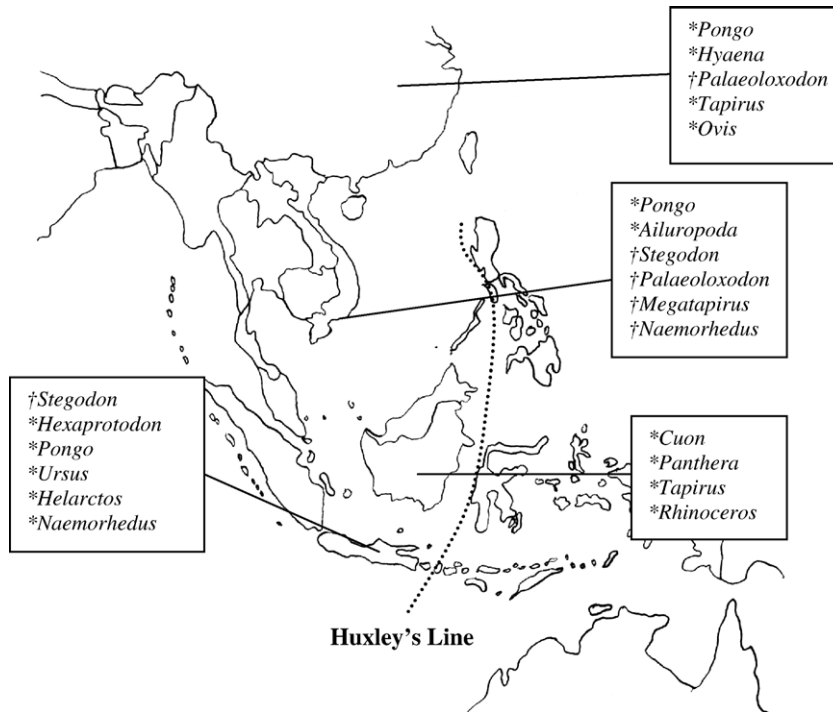 *Pongo
*Hyaena
†Palaeoloxodon
*Tapirus
*Ovis
*Pongo
*Ailuropoda
†Stegodon
†Palaeoloxodon
†Megatapirus
†Naemorhedus
†Stegodon
*Hexaprotodon
*Pongo
*Ursus
*Helarctos
*Naemorhedus
*Cuon
*Panthera
*Tapirus
*Rhinoceros
Huxley's Line